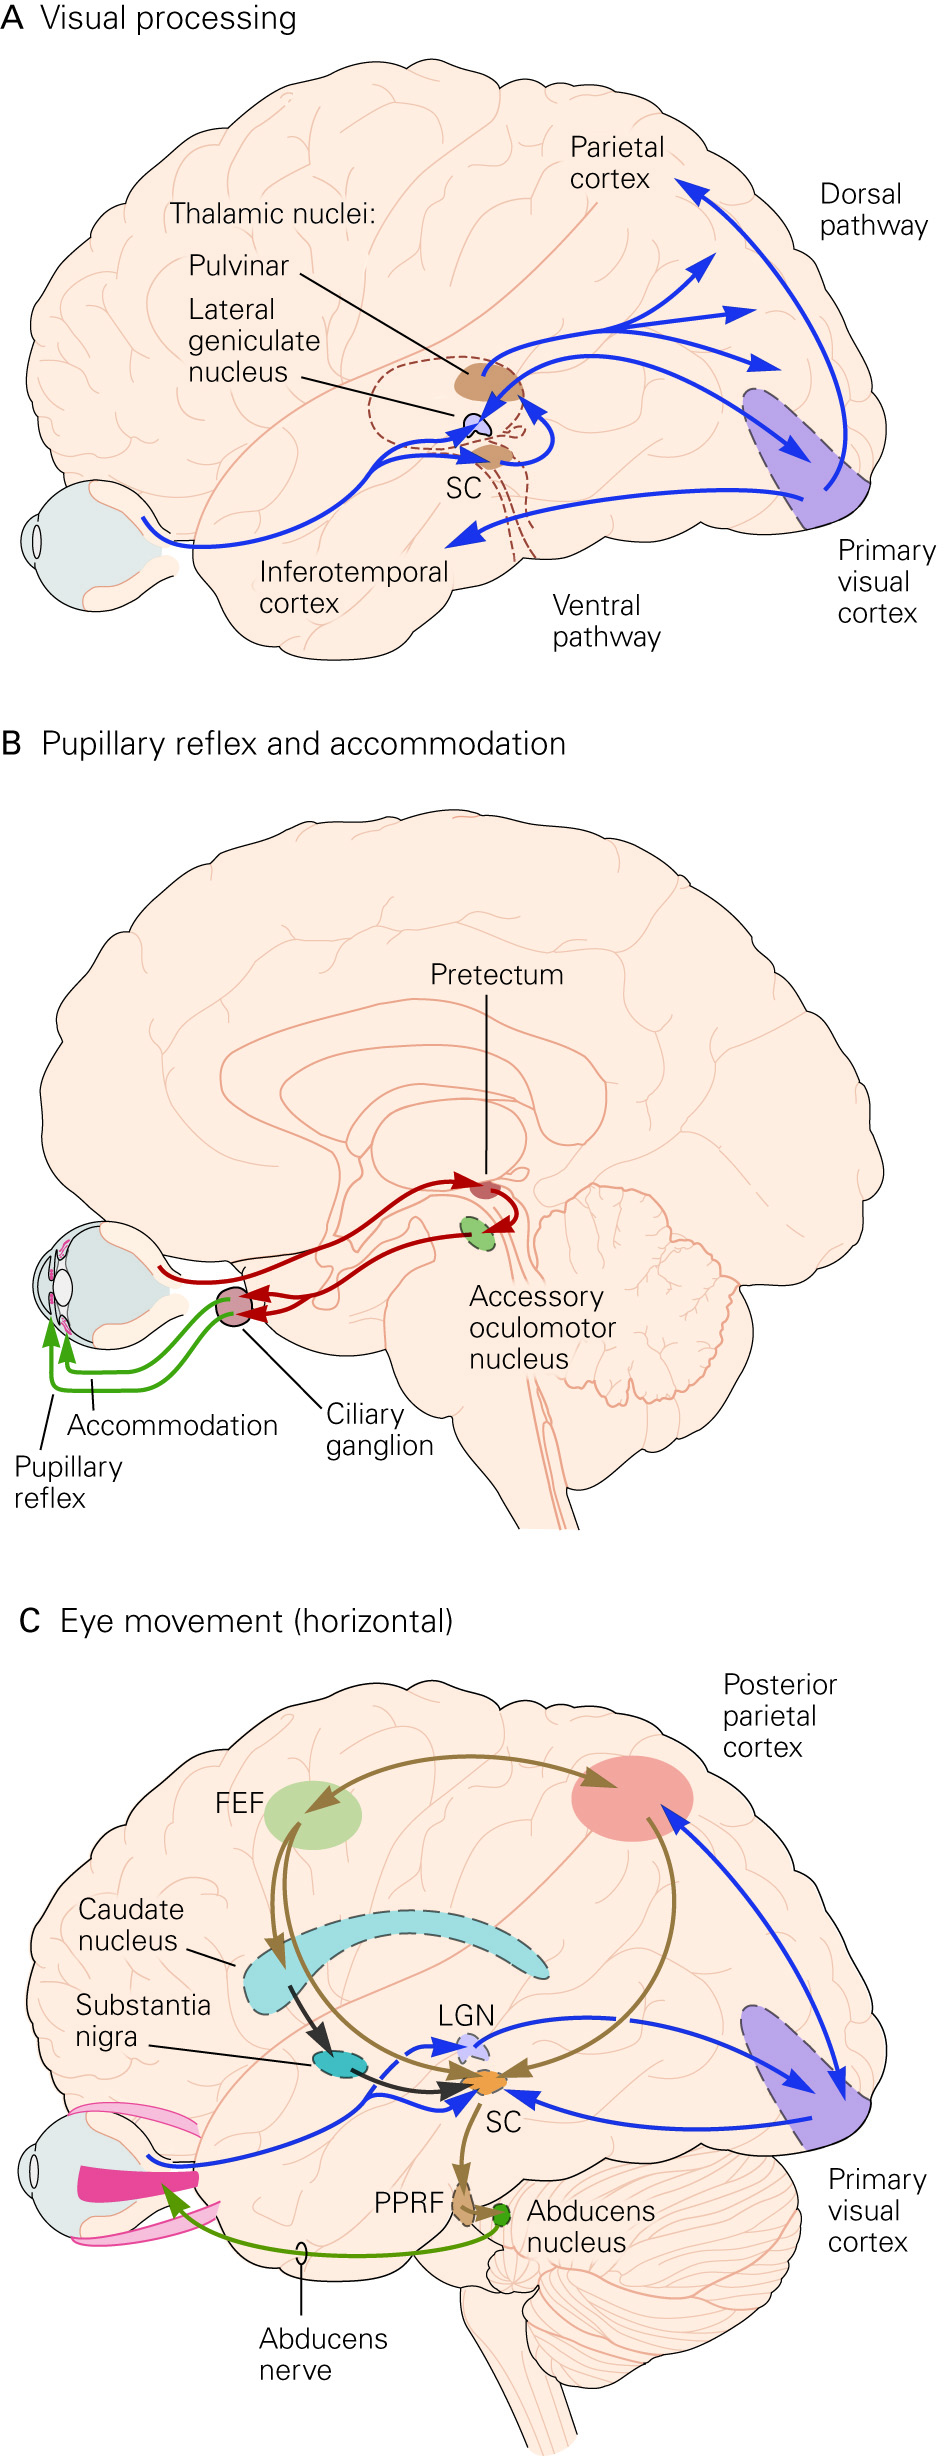 A Visual processing
Parietal
cortex
Dorsal
pathway
Thalamic nuclei:
Pulvinar
Lateral
geniculate
nucleus
SC
Inferotemporal
cortex
Ventral
pathway
Primary
visual
cortex
B Pupillary reflex and accommodation
Pretectum
Accessory
oculomotor
nucleus
Accommodation
Ciliary
ganglion
Pupillary
reflex
C Eye movement (horizontal)
Posterior
parietal
cortex
FEF
Caudate
nucleus
Substantia
nigra
LGN
SC
PPRF
Abducens
nucleus
Primary
visual
cortex
Abducens
nerve